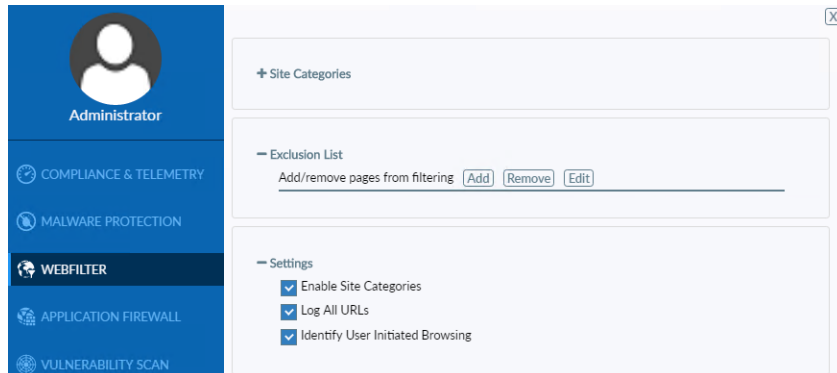 X
Administrator
COMPLIANCE & TELEMETRY
MALWARE PROTECTION
WEBFILTER
APPLICATION FIREWALL
VULNERABILITY SCAN
+ Site Categories
− Exclusion List
Add/remove pages from filtering Add Remove Edit
− Settings
Enable Site Categories
Log All URLs
Identify User Initiated Browsing